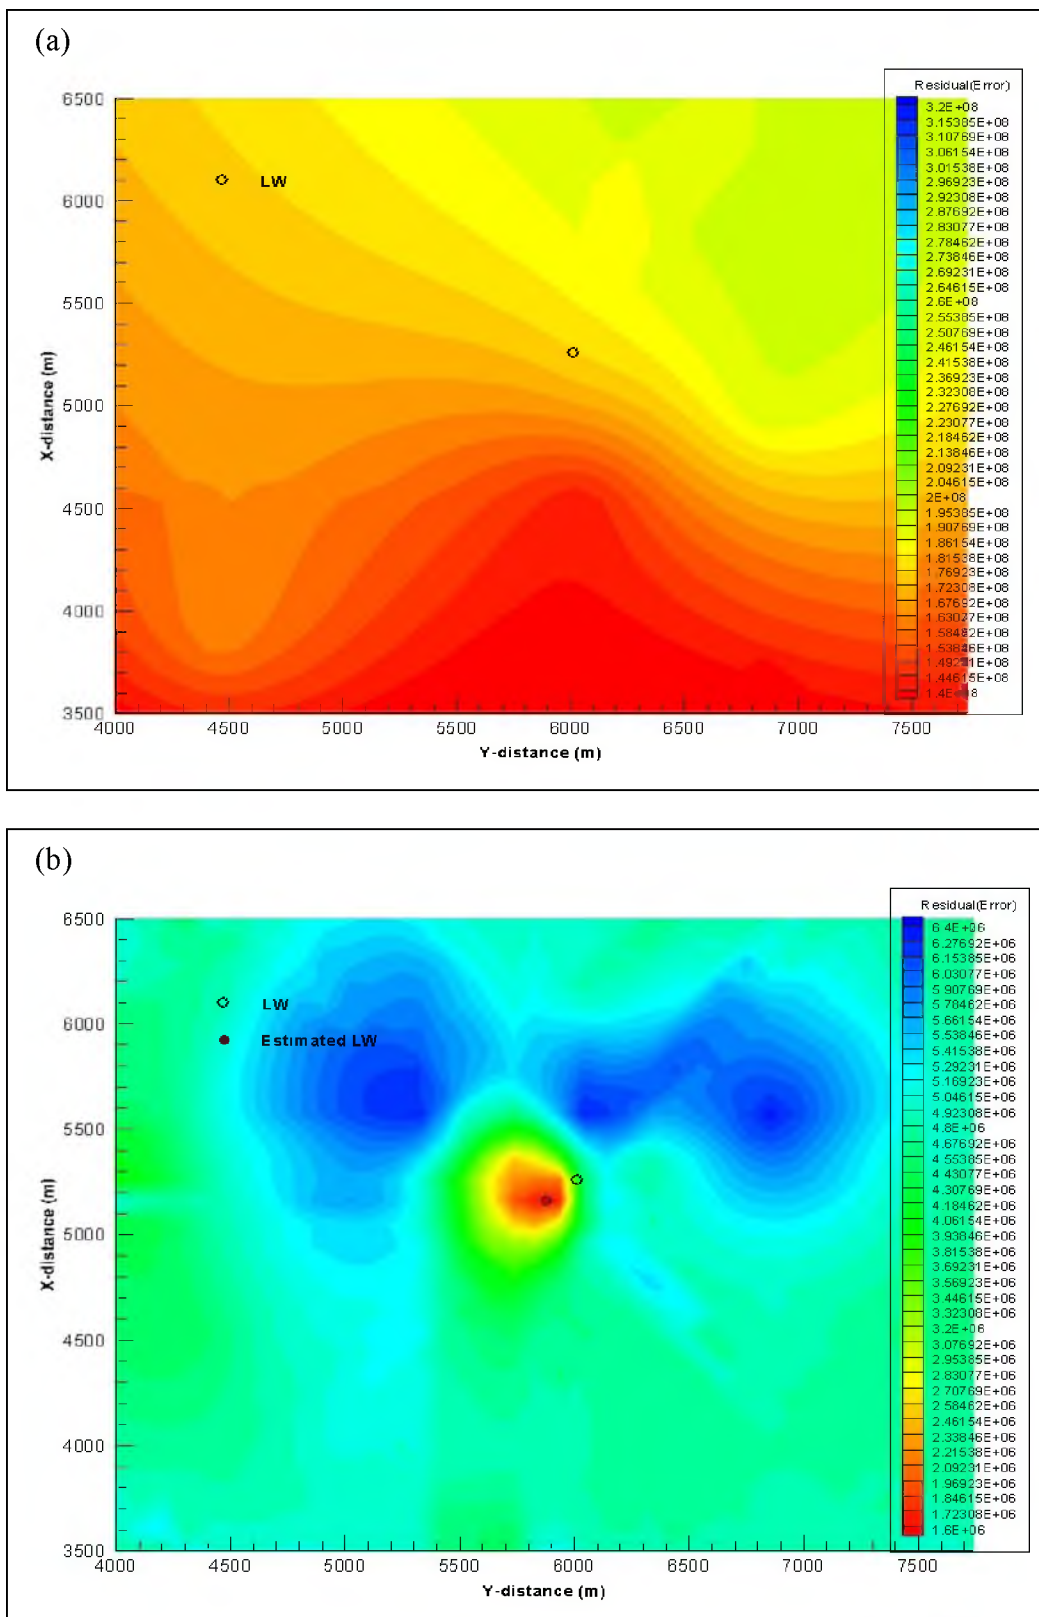 (a)
Residual(Error)
3.2E+08
3.15385E+08
3.10769E+08
3.06154E+08
3.01538E+08
2.96923E+08
2.92308E+08
2.87692E+08
2.83077E+08
2.78462E+08
2.73846E+08
2.69231E+08
2.64615E+08
2.6E+08
2.55385E+08
2.50769E+08
2.46154E+08
2.41538E+08
2.36923E+08
2.32308E+08
2.27692E+08
2.23077E+08
2.18462E+08
2.13846E+08
2.09231E+08
2.04615E+08
2E+08
1.95385E+08
1.90769E+08
1.86154E+08
1.81538E+08
1.76923E+08
1.72308E+08
1.67692E+08
1.63077E+08
1.58462E+08
1.53846E+08
1.49231E+08
1.44615E+08
1.4E+08
6500
6000
5500
5000
4500
4000
3500
X-distance (m)
LW
4000 4500 5000 5500 6000 6500 7000 7500
Y-distance (m)
(b)
Residual(Error)
6.4E+06
6.27692E+06
6.15385E+06
6.03077E+06
5.90769E+06
5.78462E+06
5.66154E+06
5.53846E+06
5.41538E+06
5.29231E+06
5.16923E+06
5.04615E+06
4.92308E+06
4.8E+06
4.67692E+06
4.55385E+06
4.43077E+06
4.30769E+06
4.18462E+06
4.06154E+06
3.93846E+06
3.81538E+06
3.69231E+06
3.56923E+06
3.44615E+06
3.32308E+06
3.2E+06
3.07692E+06
2.95385E+06
2.83077E+06
2.70769E+06
2.58462E+06
2.46154E+06
2.33846E+06
2.21538E+06
2.09231E+06
1.96923E+06
1.84615E+06
1.72308E+06
1.6E+06
6500
6000
5500
5000
4500
4000
3500
X-distance (m)
LW
Estimated LW
4000 4500 5000 5500 6000 6500 7000 7500
Y-distance (m)